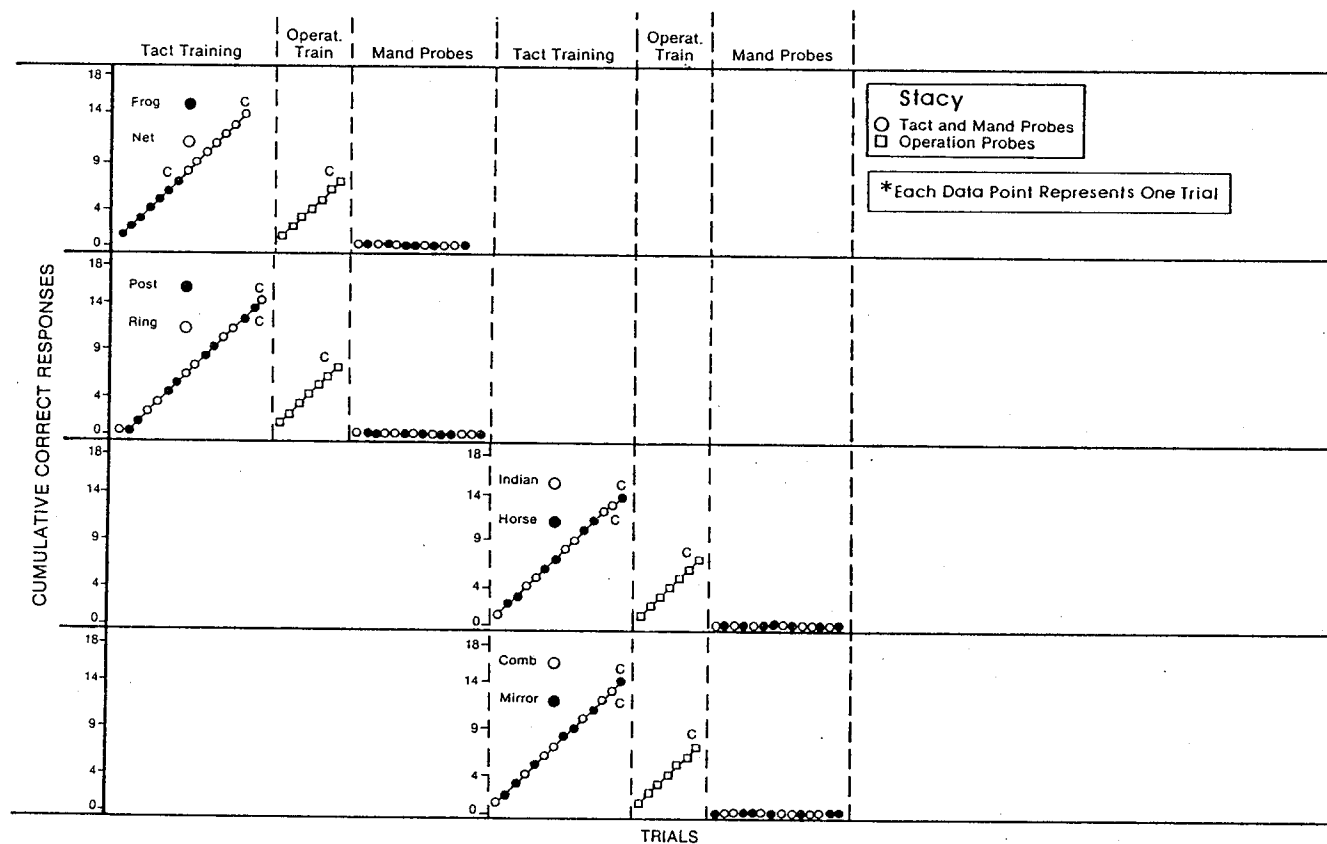 Operat. Operat.
Tact Training Train Mand Probes Tact Training Train Mand Probes
18
14
9
4
0
Frog
Net
C
C
C
Stacy
Tact and Mand Probes
Operation Probes
*Each Data Point Represents One Trial
18
14
9
4
0
Post
Ring
C
C
C
CUMULATIVE CORRECT RESPONSES
18
14
9
4
0
18
14
9
4
0
Indian
Horse
C
C
C
18
14
9
4
0
18
14
9
4
0
Comb
Mirror
C
C
C
TRIALS